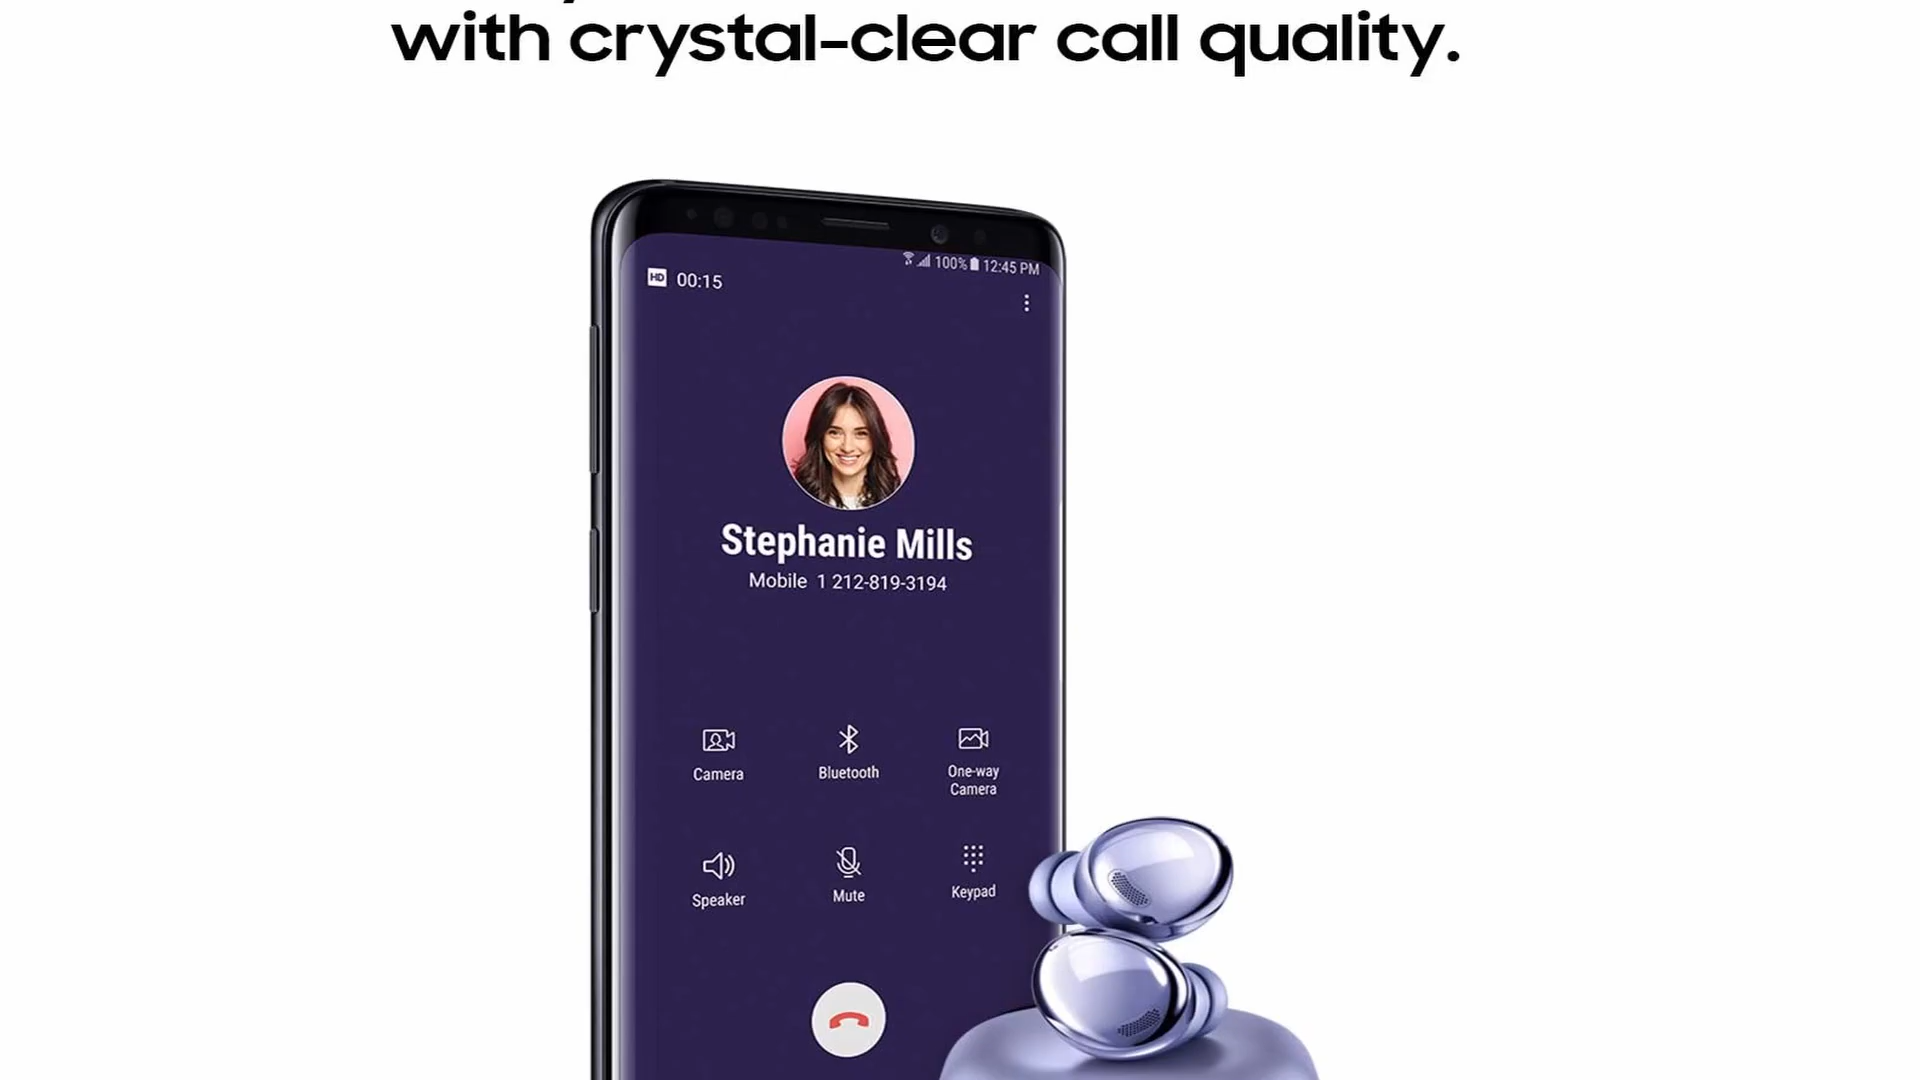 with crystal-clear call quality.
100% 12:45 PM
HD 00:15
Stephanie Mills
Mobile 1 212-819-3194
Camera
Bluetooth
One-way
Camera
Speaker
Mute
Keypad